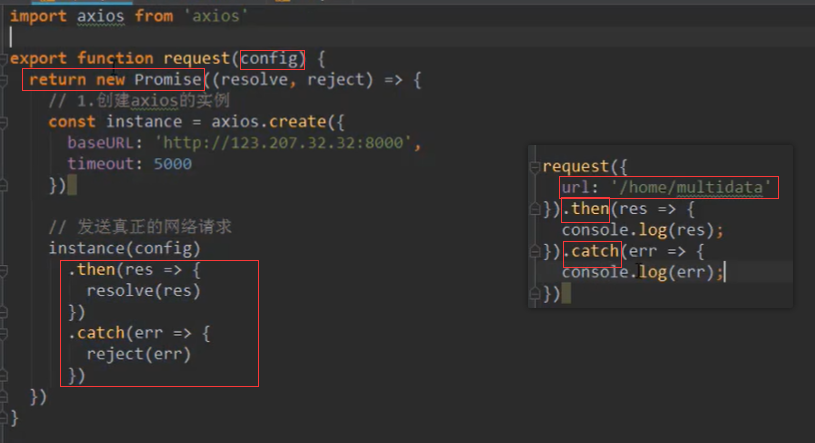 import axios from 'axios'
export function request(config) {
return new Promise((resolve, reject) => {
// 1.创建axios的实例
const instance = axios.create({
baseURL: 'http://123.207.32.32:8000',
timeout: 5000
})
// 发送真正的网络请求
instance(config)
.then(res => {
resolve(res)
})
.catch(err => {
reject(err)
})
})
}
request({
url: '/home/multidata'
}).then(res => {
console.log(res);
}).catch(err => {
console.log(err);
})